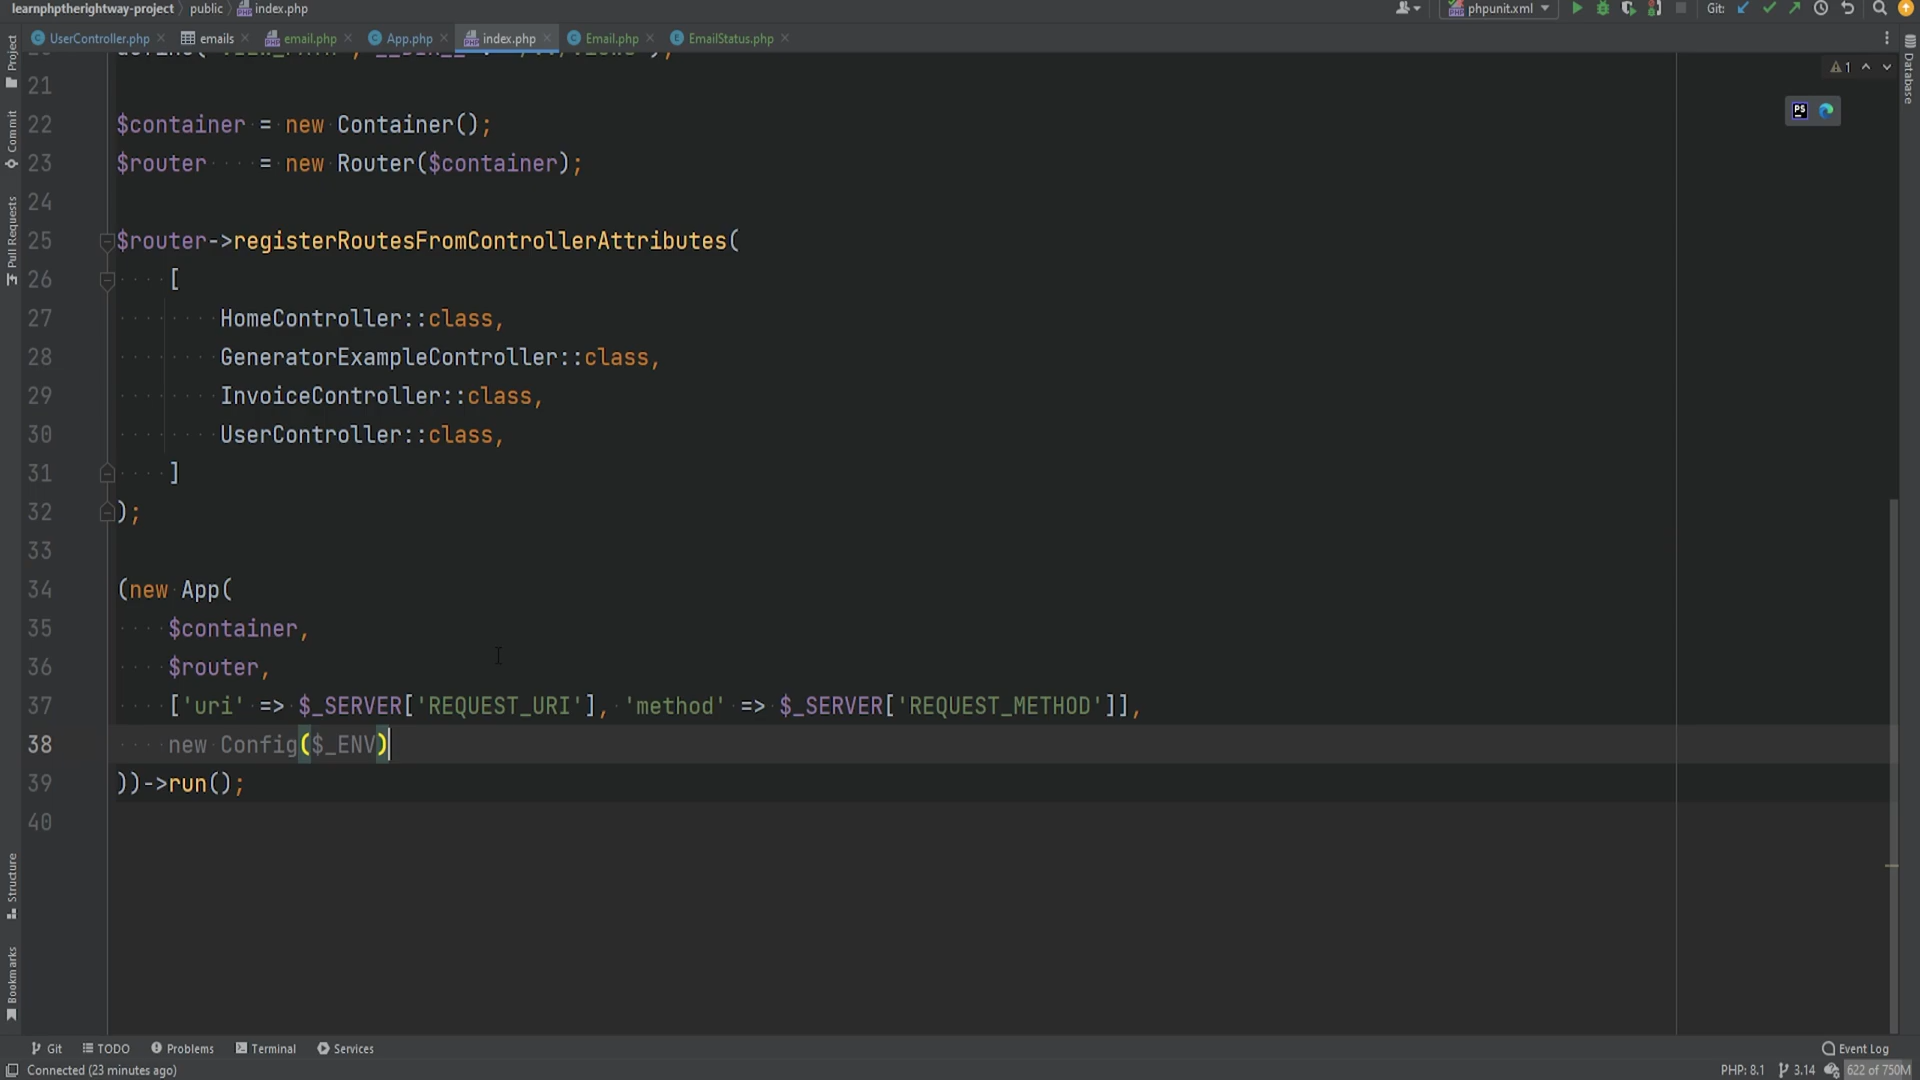 learnphptherightway-project public index.php
phpunit.xml Git:
UserController.php emails email.php App.php index.php Email.php EmailStatus.php
21
22 $container = new Container();
23 $router = new Router($container);
24
25 $router->registerRoutesFromControllerAttributes(
26 [
27 HomeController::class,
28 GeneratorExampleController::class,
29 InvoiceController::class,
30 UserController::class,
31 ]
32 );
33
34 (new App(
35 $container,
36 $router,
37 ['uri' => $_SERVER['REQUEST_URI'], 'method' => $_SERVER['REQUEST_METHOD']],
38 new Config($_ENV)
39 ))->run();
40
Project
Commit
Pull Requests
Structure
Bookmarks
Database
1
PS
Git TODO Problems Terminal Services Event Log
Connected (23 minutes ago) PHP: 8.1 3.14 622 of 750M